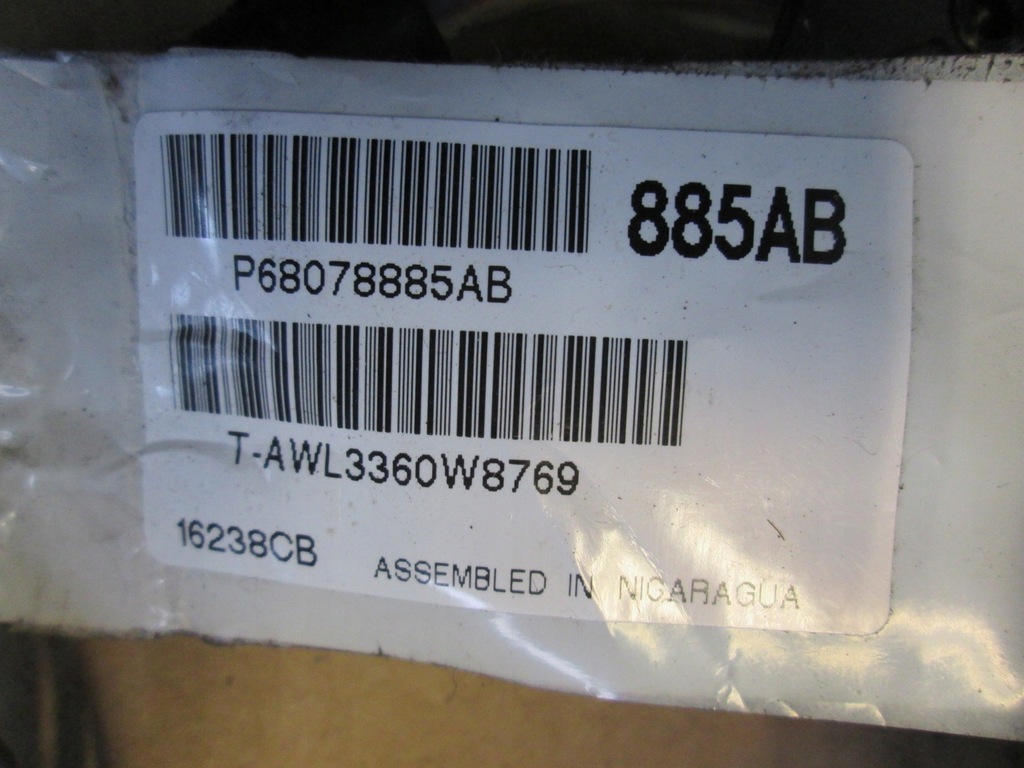 885AB
P68078885AB
T-AWL3360W8769
16238CB
ASSEMBLED IN NICARAGUA